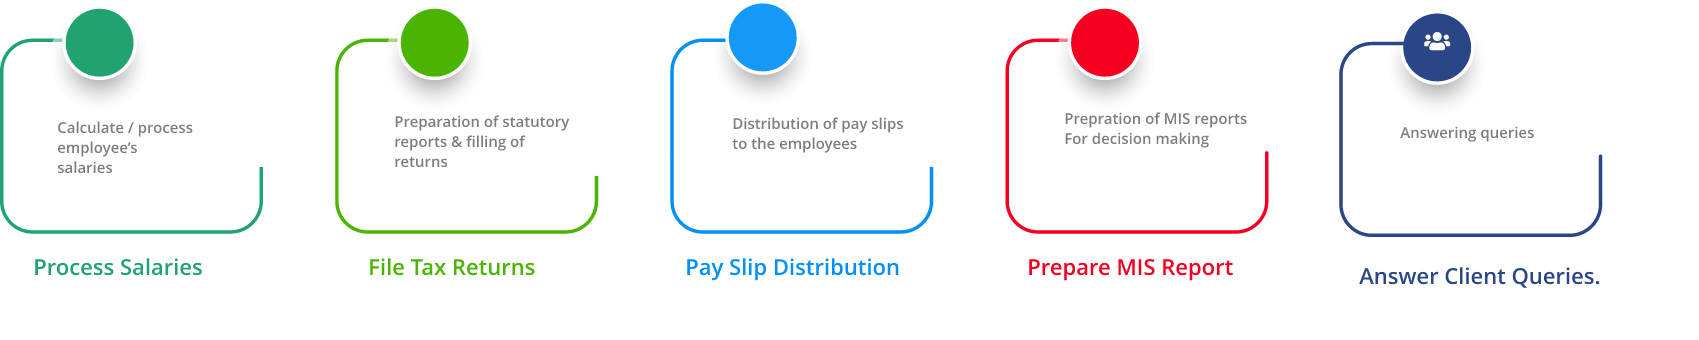 Calculate / process
employee’s
salaries
Process Salaries
Preparation of statutory
reports & filling of
returns
File Tax Returns
Distribution of pay slips
to the employees
Pay Slip Distribution
Prepration of MIS reports
For decision making
Prepare MIS Report
Answering queries
Answer Client Queries.